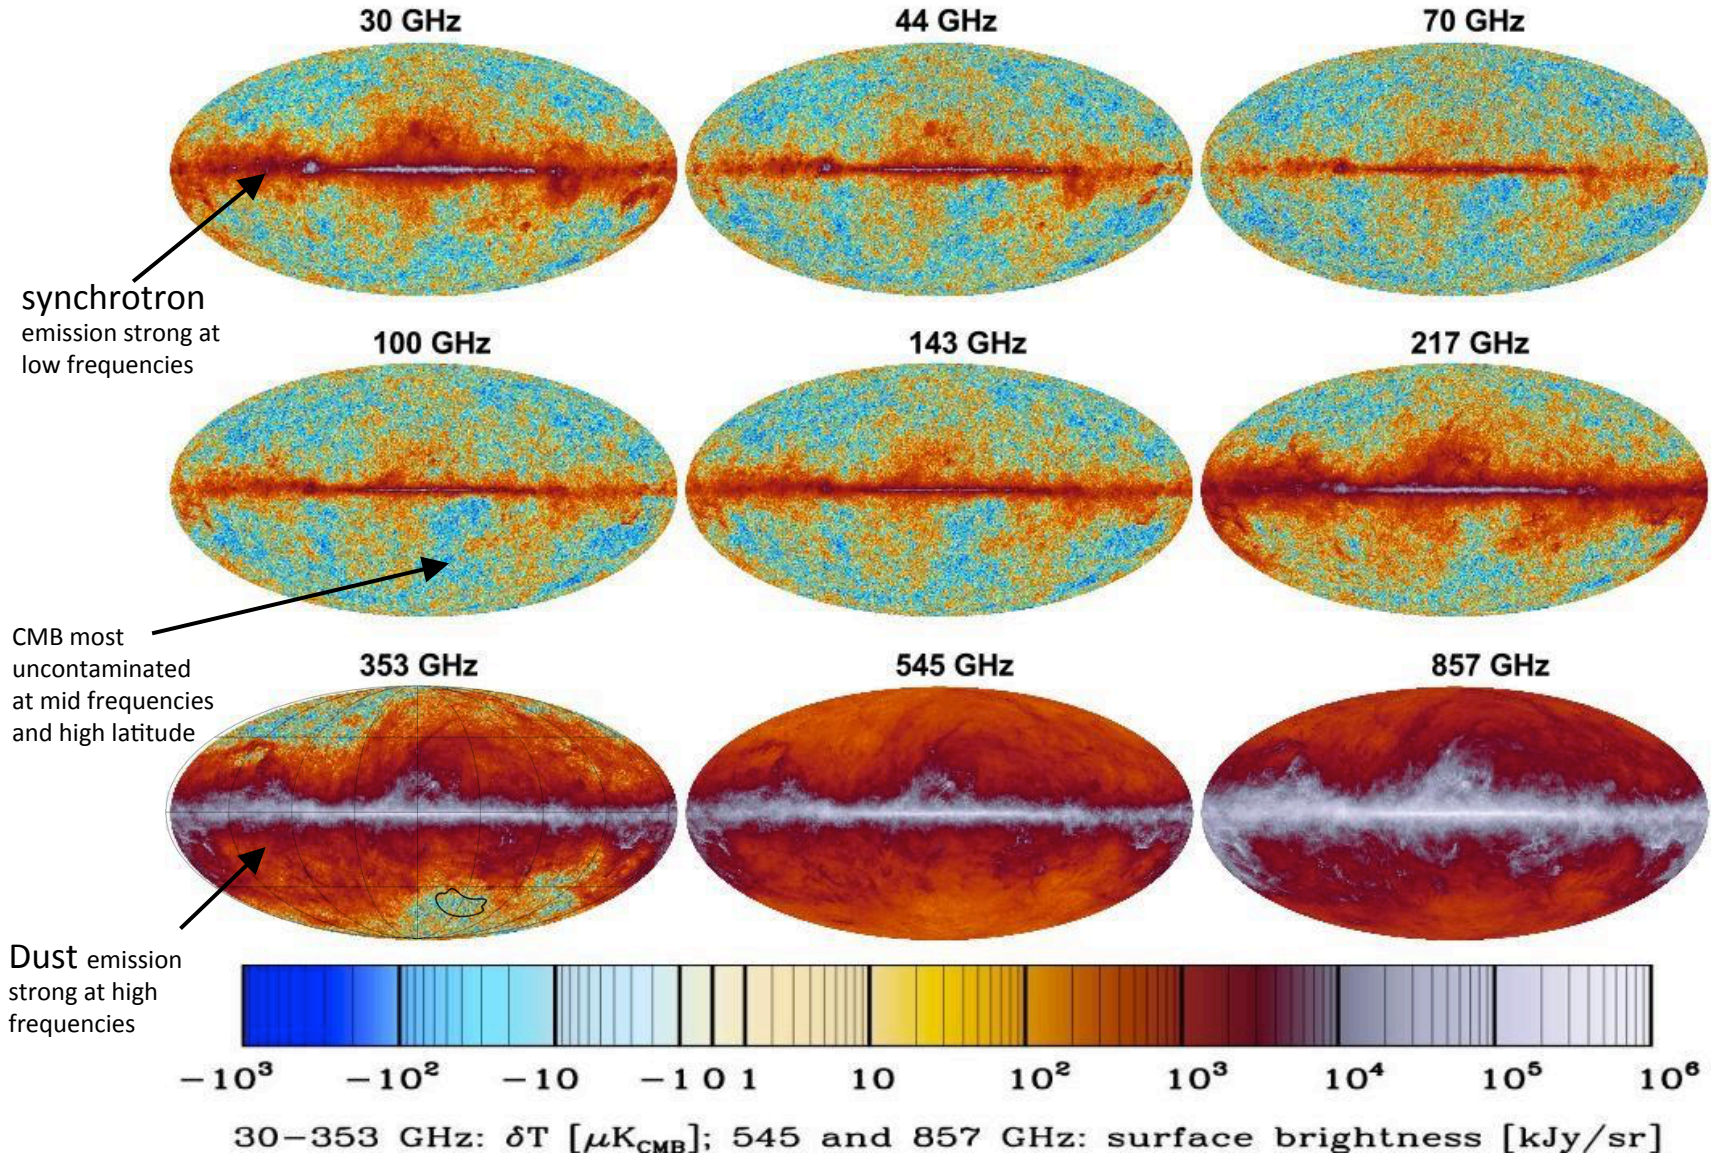 30 GHz
44 GHz
70 GHz
synchrotron
emission strong at
low frequencies
100 GHz
143 GHz
217 GHz
CMB most
uncontaminated
at mid frequencies
and high latitude
353 GHz
545 GHz
857 GHz
Dust emission
strong at high
frequencies
−10³ −10² −10 −1 0 1 10 10² 10³ 10⁴ 10⁵ 10⁶
30−353 GHz: δT [μK_CMB]; 545 and 857 GHz: surface brightness [kJy/sr]